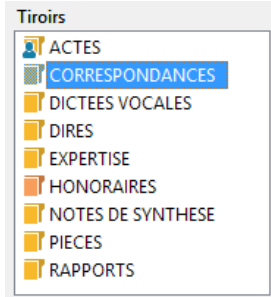 Tiroirs
ACTES
CORRESPONDANCES
DICTEES VOCALES
DIRES
EXPERTISE
HONORAIRES
NOTES DE SYNTHESE
PIECES
RAPPORTS